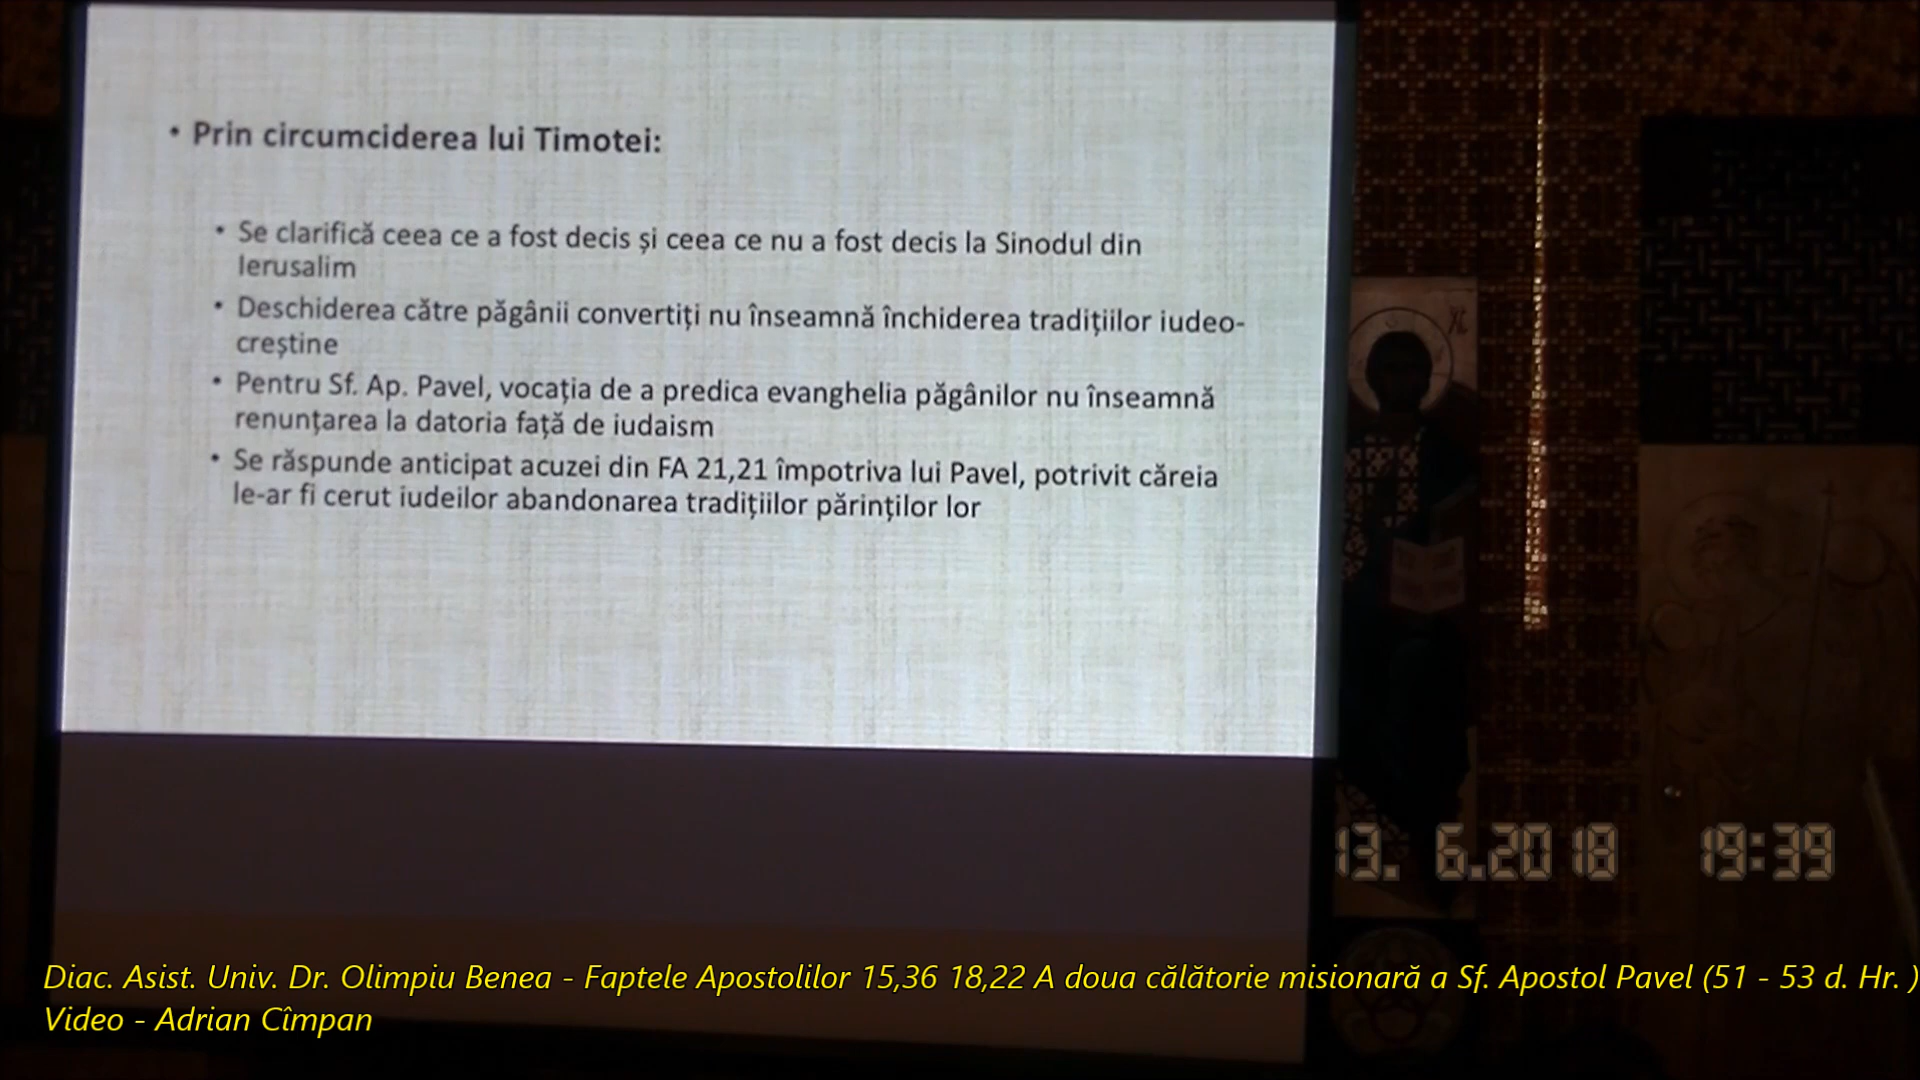 • Prin circumciderea lui Timotei:
• Se clarifică ceea ce a fost decis și ceea ce nu a fost decis la Sinodul din
Ierusalim
• Deschiderea către păgânii convertiți nu înseamnă închiderea tradițiilor iudeo-
creștine
• Pentru Sf. Ap. Pavel, vocația de a predica evanghelia păgânilor nu înseamnă
renunțarea la datoria față de iudaism
• Se răspunde anticipat acuzei din FA 21,21 împotriva lui Pavel, potrivit căreia
le-ar fi cerut iudeilor abandonarea tradițiilor părinților lor
13. 6.2018 19:39
Diac. Asist. Univ. Dr. Olimpiu Benea - Faptele Apostolilor 15,36 18,22 A doua călătorie misionară a Sf. Apostol Pavel (51 - 53 d. Hr. )
Video - Adrian Cîmpan